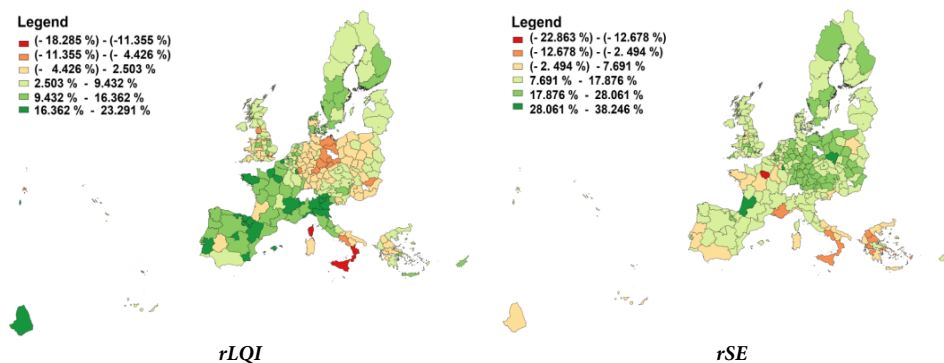 Legend
(- 18.285 %) - (-11.355 %)
(- 11.355 %) - (- 4.426 %)
(- 4.426 %) - 2.503 %
2.503 % - 9.432 %
9.432 % - 16.362 %
16.362 % - 23.291 %
rLQI
Legend
(- 22.863 %) - (- 12.678 %)
(- 12.678 %) - (- 2. 494 %)
(- 2. 494 %) - 7.691 %
7.691 % - 17.876 %
17.876 % - 28.061 %
28.061 % - 38.246 %
rSE